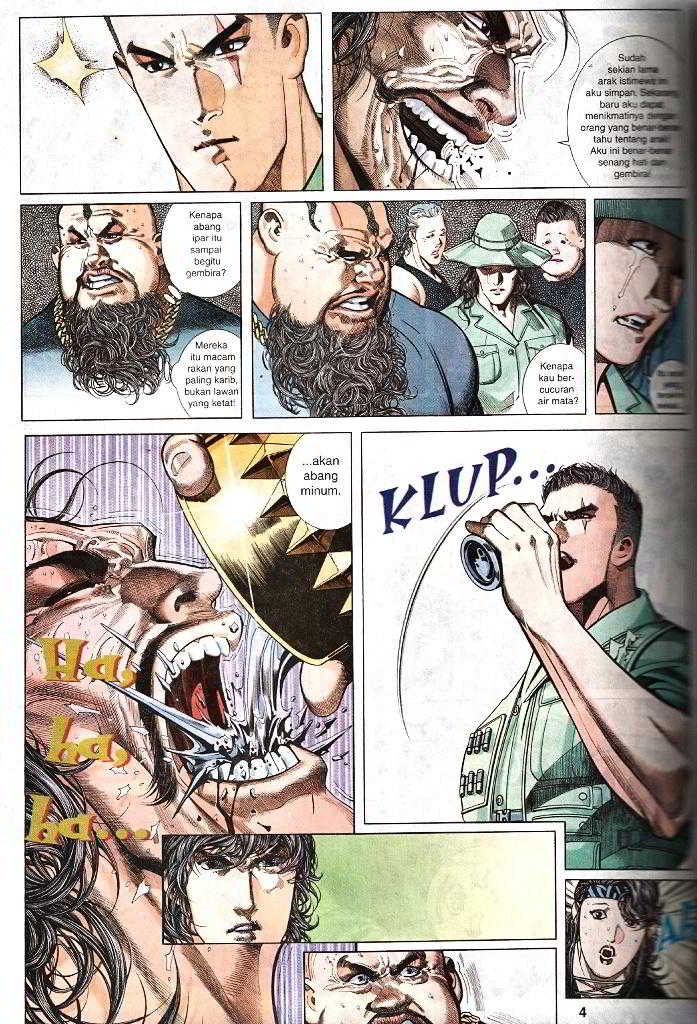 Sudah
sekian lama
arak istimewa ini
aku simpan. Sekarang
baru aku dapat
menikmatinya dengan
orang yang benar-benar
tahu tentang arak!
Aku ini benar-benar
senang hati dan
gembira!
Kenapa
abang
ipar itu
sampai
begitu
gembira?
Mereka
itu macam
rakan yang
paling karib,
bukan lawan
yang ketat!
Kenapa
kau ber-
cucuran
air mata?
...akan
abang
minum.
KLUP...
Ha,
ha,
ha...
4